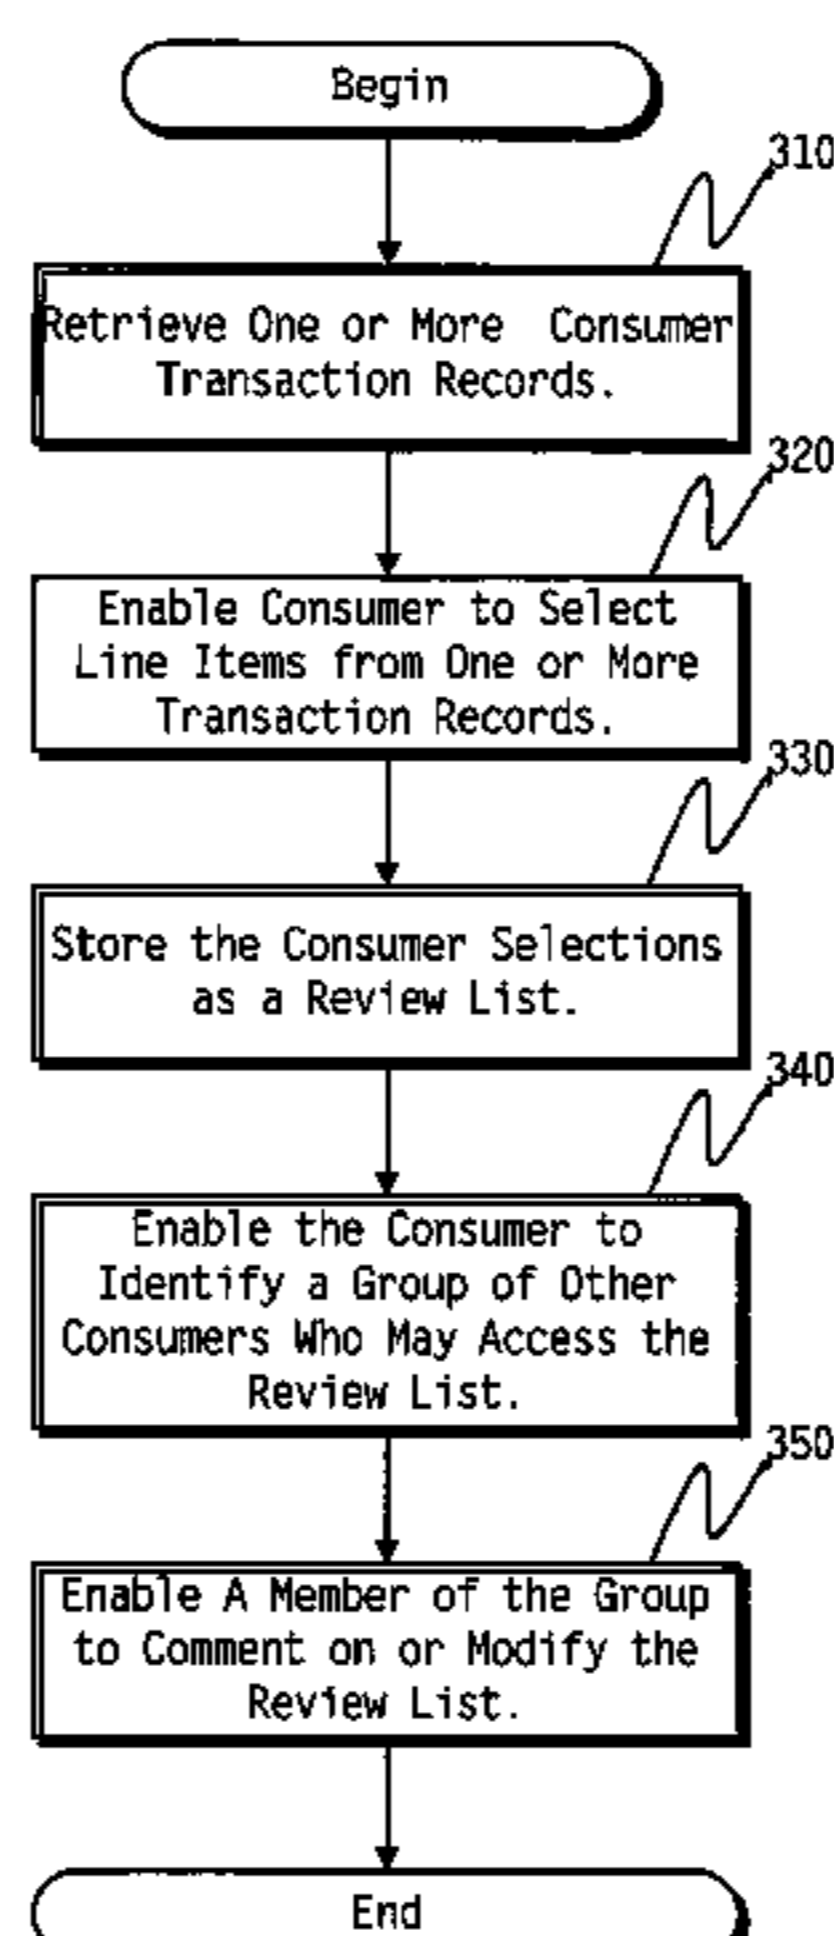 Begin
310
Retrieve One or More Consumer
Transaction Records.
320
Enable Consumer to Select
Line Items from One or More
Transaction Records.
330
Store the Consumer Selections
as a Review List.
340
Enable the Consumer to
Identify a Group of Other
Consumers Who May Access the
Review List.
350
Enable A Member of the Group
to Comment on or Modify the
Review List.
End